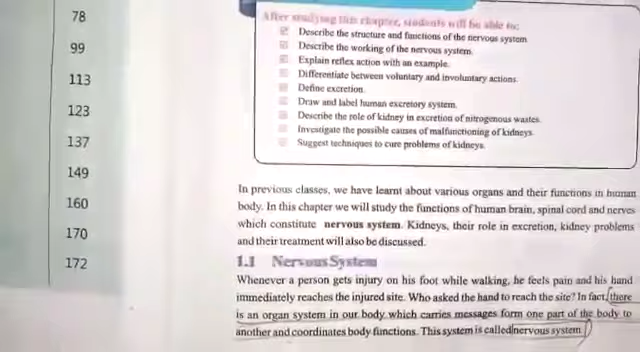 78
99
113
123
137
149
160
170
172
After studying this chapter, students will be able to:
Describe the structure and functions of the nervous system
Describe the working of the nervous system.
Explain reflex action with an example.
Differentiate between voluntary and involuntary actions.
Define excretion.
Draw and label human excretory system.
Describe the role of kidney in excretion of nitrogenous wastes.
Investigate the possible causes of malfunctioning of kidneys.
Suggest techniques to cure problems of kidneys.
In previous classes, we have learnt about various organs and their functions in human
body. In this chapter we will study the functions of human brain, spinal cord and nerves
which constitute nervous system. Kidneys, their role in excretion, kidney problems
and their treatment will also be discussed.
1.1 Nervous System
Whenever a person gets injury on his foot while walking, he feels pain and his hand
immediately reaches the injured site. Who asked the hand to reach the site? In fact, there
is an organ system in our body which carries messages form one part of the body to
another and coordinates body functions. This system is called nervous system.